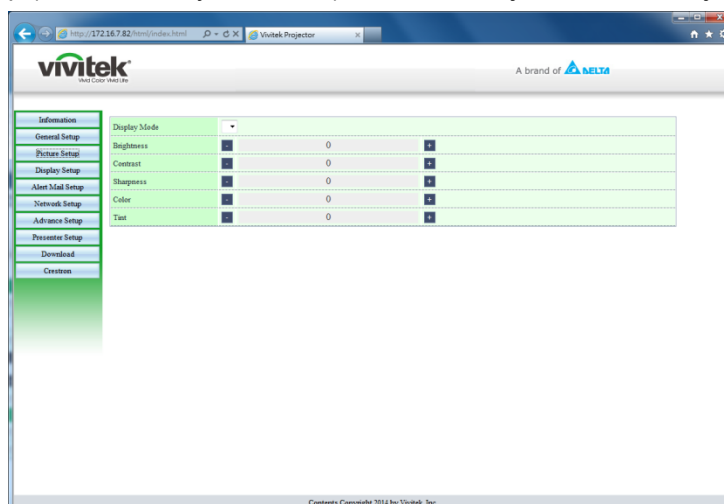 http://172.16.7.82/html/index.html
Vivitek Projector
vivitek
Vivid Color Vivid Life
A brand of DELTA
Information
General Setup
Picture Setup
Display Setup
Alert Mail Setup
Network Setup
Advance Setup
Presenter Setup
Download
Crestron
Display Mode
Brightness - 0 +
Contrast - 0 +
Sharpness - 0 +
Color - 0 +
Tint - 0 +
Contents Copyright 2014 by Vivitek, Inc.